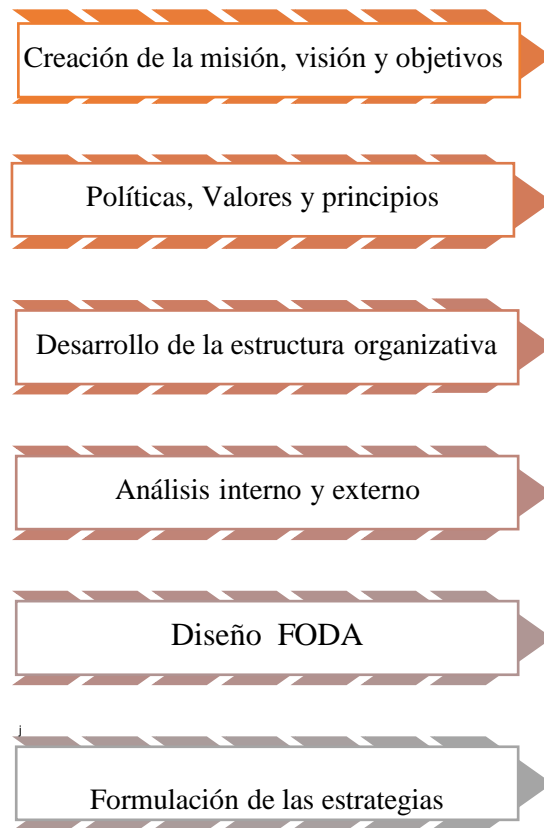 Creación de la misión, visión y objetivos
Políticas, Valores y principios
Desarrollo de la estructura organizativa
Análisis interno y externo
Diseño FODA
j
Formulación de las estrategias